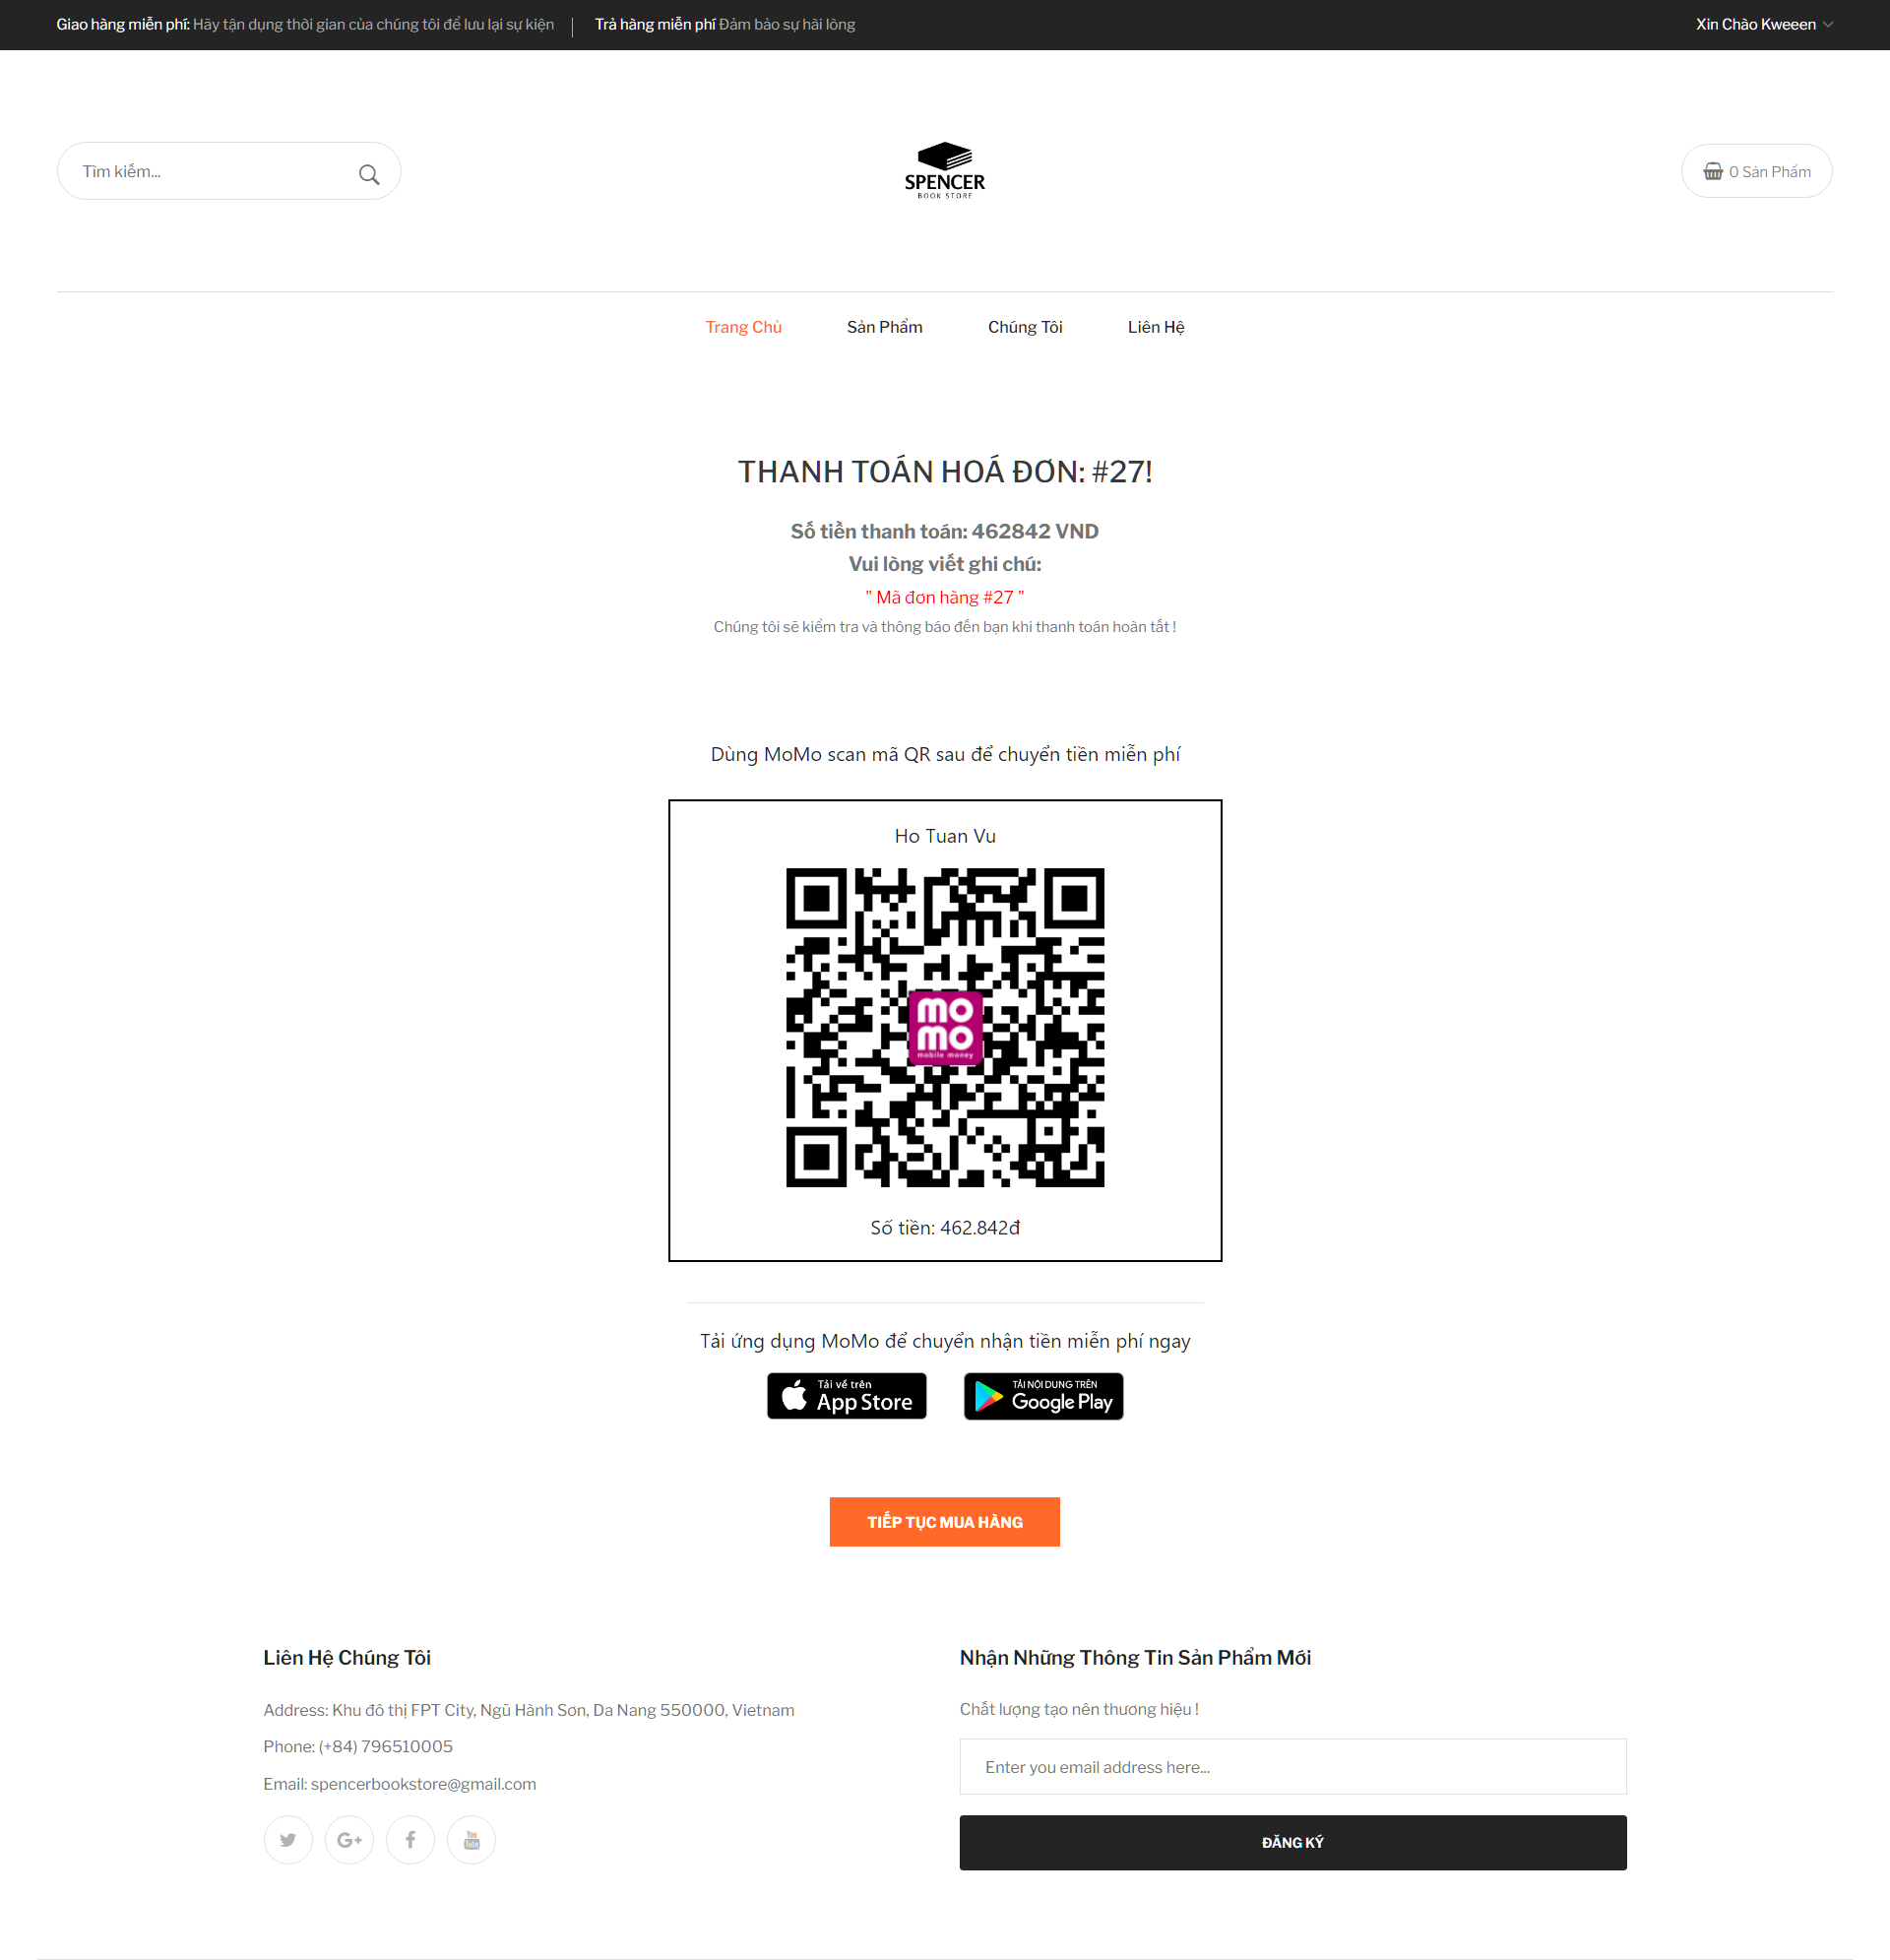 Giao hàng miễn phí: Hãy tận dụng thời gian của chúng tôi để lưu lại sự kiện
Trả hàng miễn phí Đảm bảo sự hài lòng
Xin Chào Kweeen
Tìm kiếm...
SPENCER
BOOK STORE
0 Sản Phẩm
Trang Chủ
Sản Phẩm
Chúng Tôi
Liên Hệ
THANH TOÁN HOÁ ĐƠN: #27!
Số tiền thanh toán: 462842 VND
Vui lòng viết ghi chú:
" Mã đơn hàng #27 "
Chúng tôi sẽ kiểm tra và thông báo đến bạn khi thanh toán hoàn tất !
Dùng MoMo scan mã QR sau để chuyển tiền miễn phí
Ho Tuan Vu
mo
mo
mobile money
Số tiền: 462.842đ
Tải ứng dụng MoMo để chuyển nhận tiền miễn phí ngay
Tải về trên
App Store
TẢI NỘI DUNG TRÊN
Google Play
TIẾP TỤC MUA HÀNG
Liên Hệ Chúng Tôi
Address: Khu đô thị FPT City, Ngũ Hành Sơn, Da Nang 550000, Vietnam
Phone: (+84) 796510005
Email: spencerbookstore@gmail.com
G+
f
You
Tube
Nhận Những Thông Tin Sản Phẩm Mới
Chất lượng tạo nên thương hiệu !
Enter you email address here...
ĐĂNG KÝ